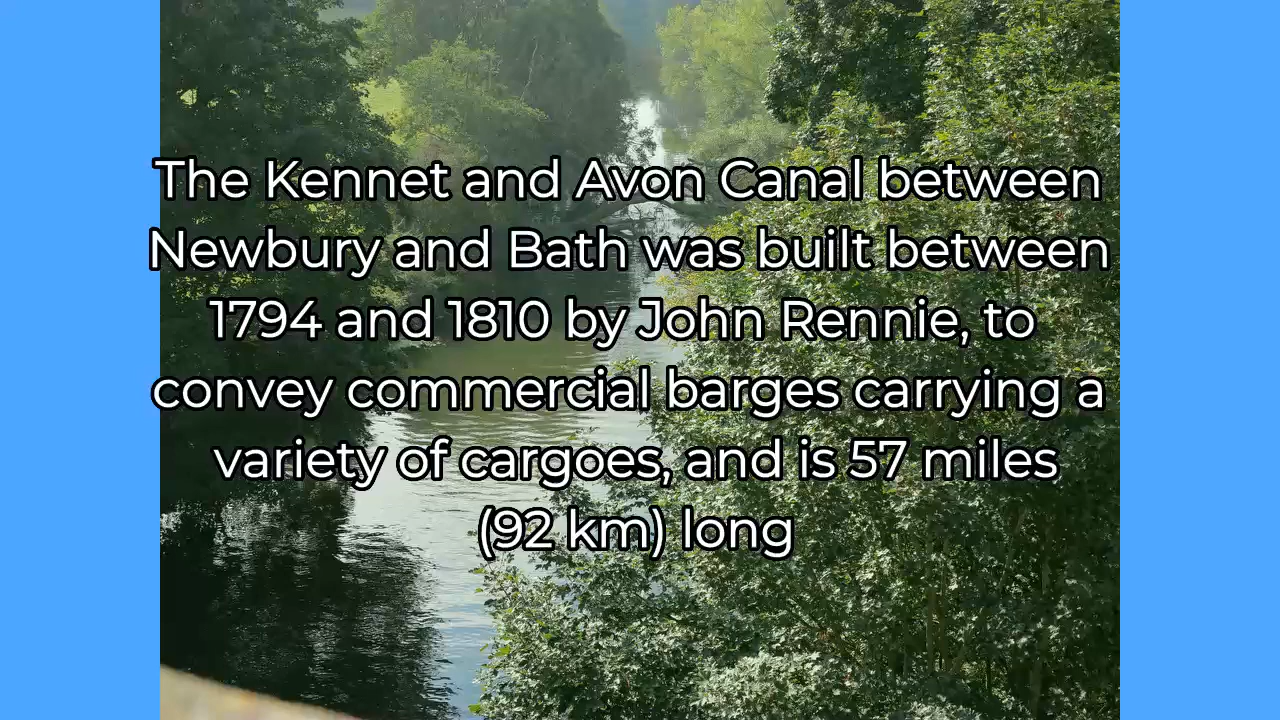 The Kennet and Avon Canal between
Newbury and Bath was built between
1794 and 1810 by John Rennie, to
convey commercial barges carrying a
variety of cargoes, and is 57 miles
(92 km) long